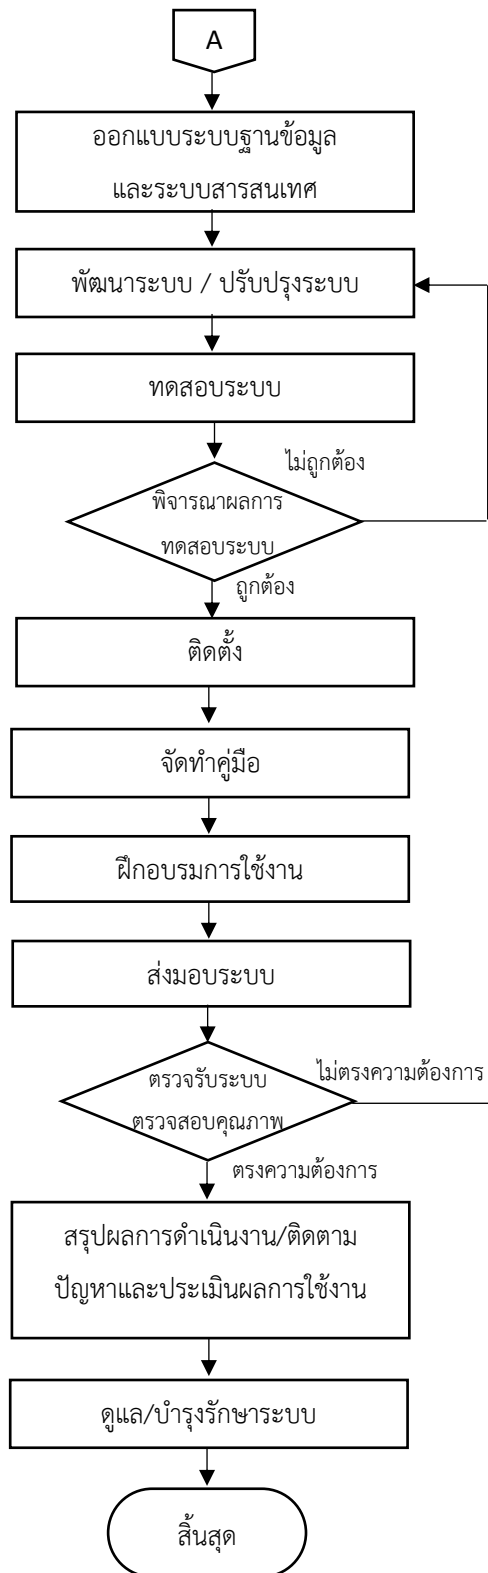 A
ออกแบบระบบฐานข้อมูล
และระบบสารสนเทศ
พัฒนาระบบ / ปรับปรุงระบบ
ทดสอบระบบ
ไม่ถูกต้อง
พิจารณาผลการ
ทดสอบระบบ
ถูกต้อง
ติดตั้ง
จัดทำคู่มือ
ฝึกอบรมการใช้งาน
ส่งมอบระบบ
ไม่ตรงความต้องการ
ตรวจรับระบบ
ตรวจสอบคุณภาพ
ตรงความต้องการ
สรุปผลการดำเนินงาน/ติดตาม
ปัญหาและประเมินผลการใช้งาน
ดูแล/บำรุงรักษาระบบ
สิ้นสุด